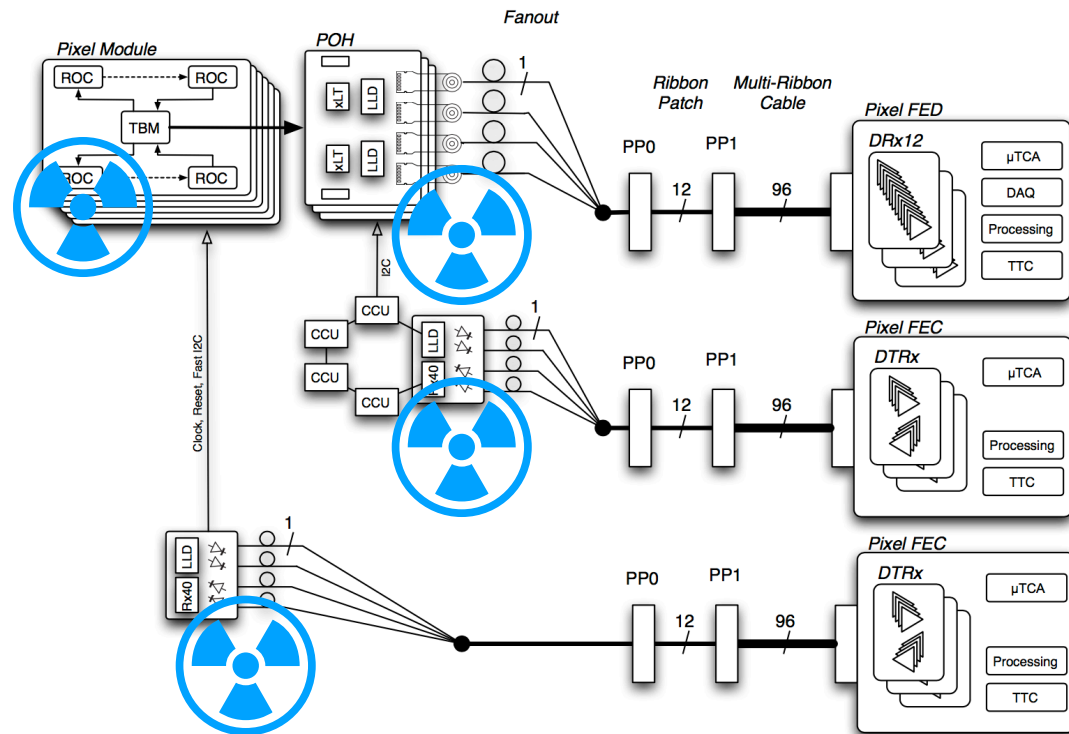 Fanout
Pixel Module
POH
ROC
ROC
TBM
ROC
ROC
xLT
LLD
xLT
LLD
1
Ribbon
Patch
Multi-Ribbon
Cable
PP0
PP1
12
96
Pixel FED
DRx12
µTCA
DAQ
Processing
TTC
I2C
CCU
CCU
CCU
CCU
LLD
Rx40
1
PP0
PP1
12
96
Pixel FEC
DTRx
µTCA
Processing
TTC
Clock, Reset, Fast I2C
LLD
Rx40
1
PP0
PP1
12
96
Pixel FEC
DTRx
µTCA
Processing
TTC